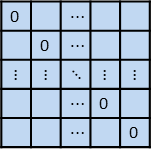 0 ⋯
0 ⋯
⋮ ⋮ ⋱ ⋮ ⋮
⋯ 0
⋯ 0